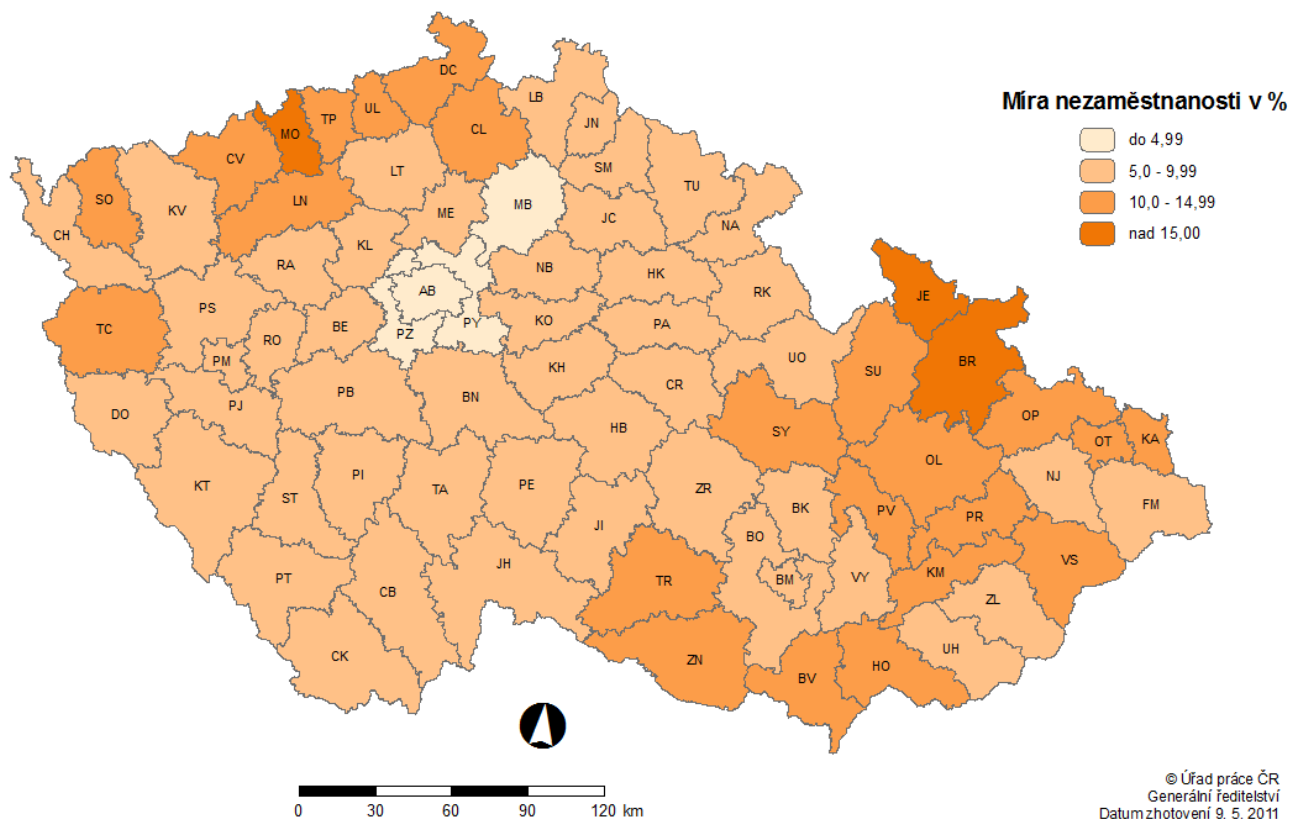 Míra nezaměstnanosti v %
do 4,99
5,0 - 9,99
10,0 - 14,99
nad 15,00
DC
LB
JN
MO
TP
UL
CL
CV
LT
SM
TU
SO
KV
LN
ME
MB
JC
NA
CH
KL
RA
NB
HK
RK
JE
AB
TC
PS
RO
BE
PZ
PY
KO
PA
PM
UO
SU
BR
KH
CR
DO
PJ
PB
BN
OP
HB
SY
OT
KA
KT
ST
PI
TA
PE
ZR
OL
NJ
FM
BK
PV
PR
JI
BO
VS
PT
CB
JH
TR
BM
VY
KM
ZL
CK
ZN
BV
HO
UH
0 30 60 90 120 km
© Úřad práce ČR
Generální ředitelství
Datum zhotovení 9. 5. 2011